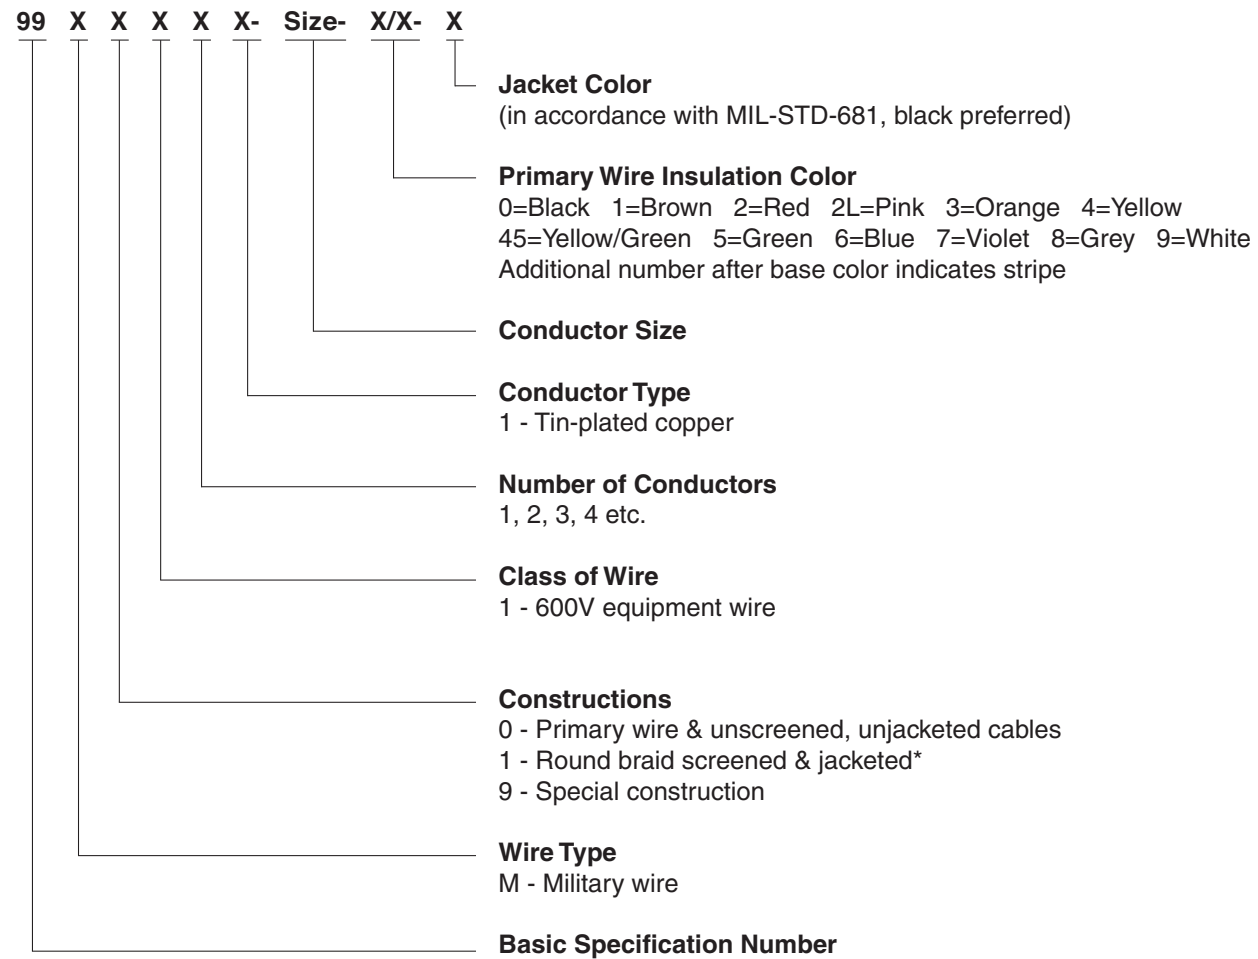 99 X X X X X- Size- X/X- X
Jacket Color
(in accordance with MIL-STD-681, black preferred)
Primary Wire Insulation Color
0=Black 1=Brown 2=Red 2L=Pink 3=Orange 4=Yellow
45=Yellow/Green 5=Green 6=Blue 7=Violet 8=Grey 9=White
Additional number after base color indicates stripe
Conductor Size
Conductor Type
1 - Tin-plated copper
Number of Conductors
1, 2, 3, 4 etc.
Class of Wire
1 - 600V equipment wire
Constructions
0 - Primary wire & unscreened, unjacketed cables
1 - Round braid screened & jacketed*
9 - Special construction
Wire Type
M - Military wire
Basic Specification Number